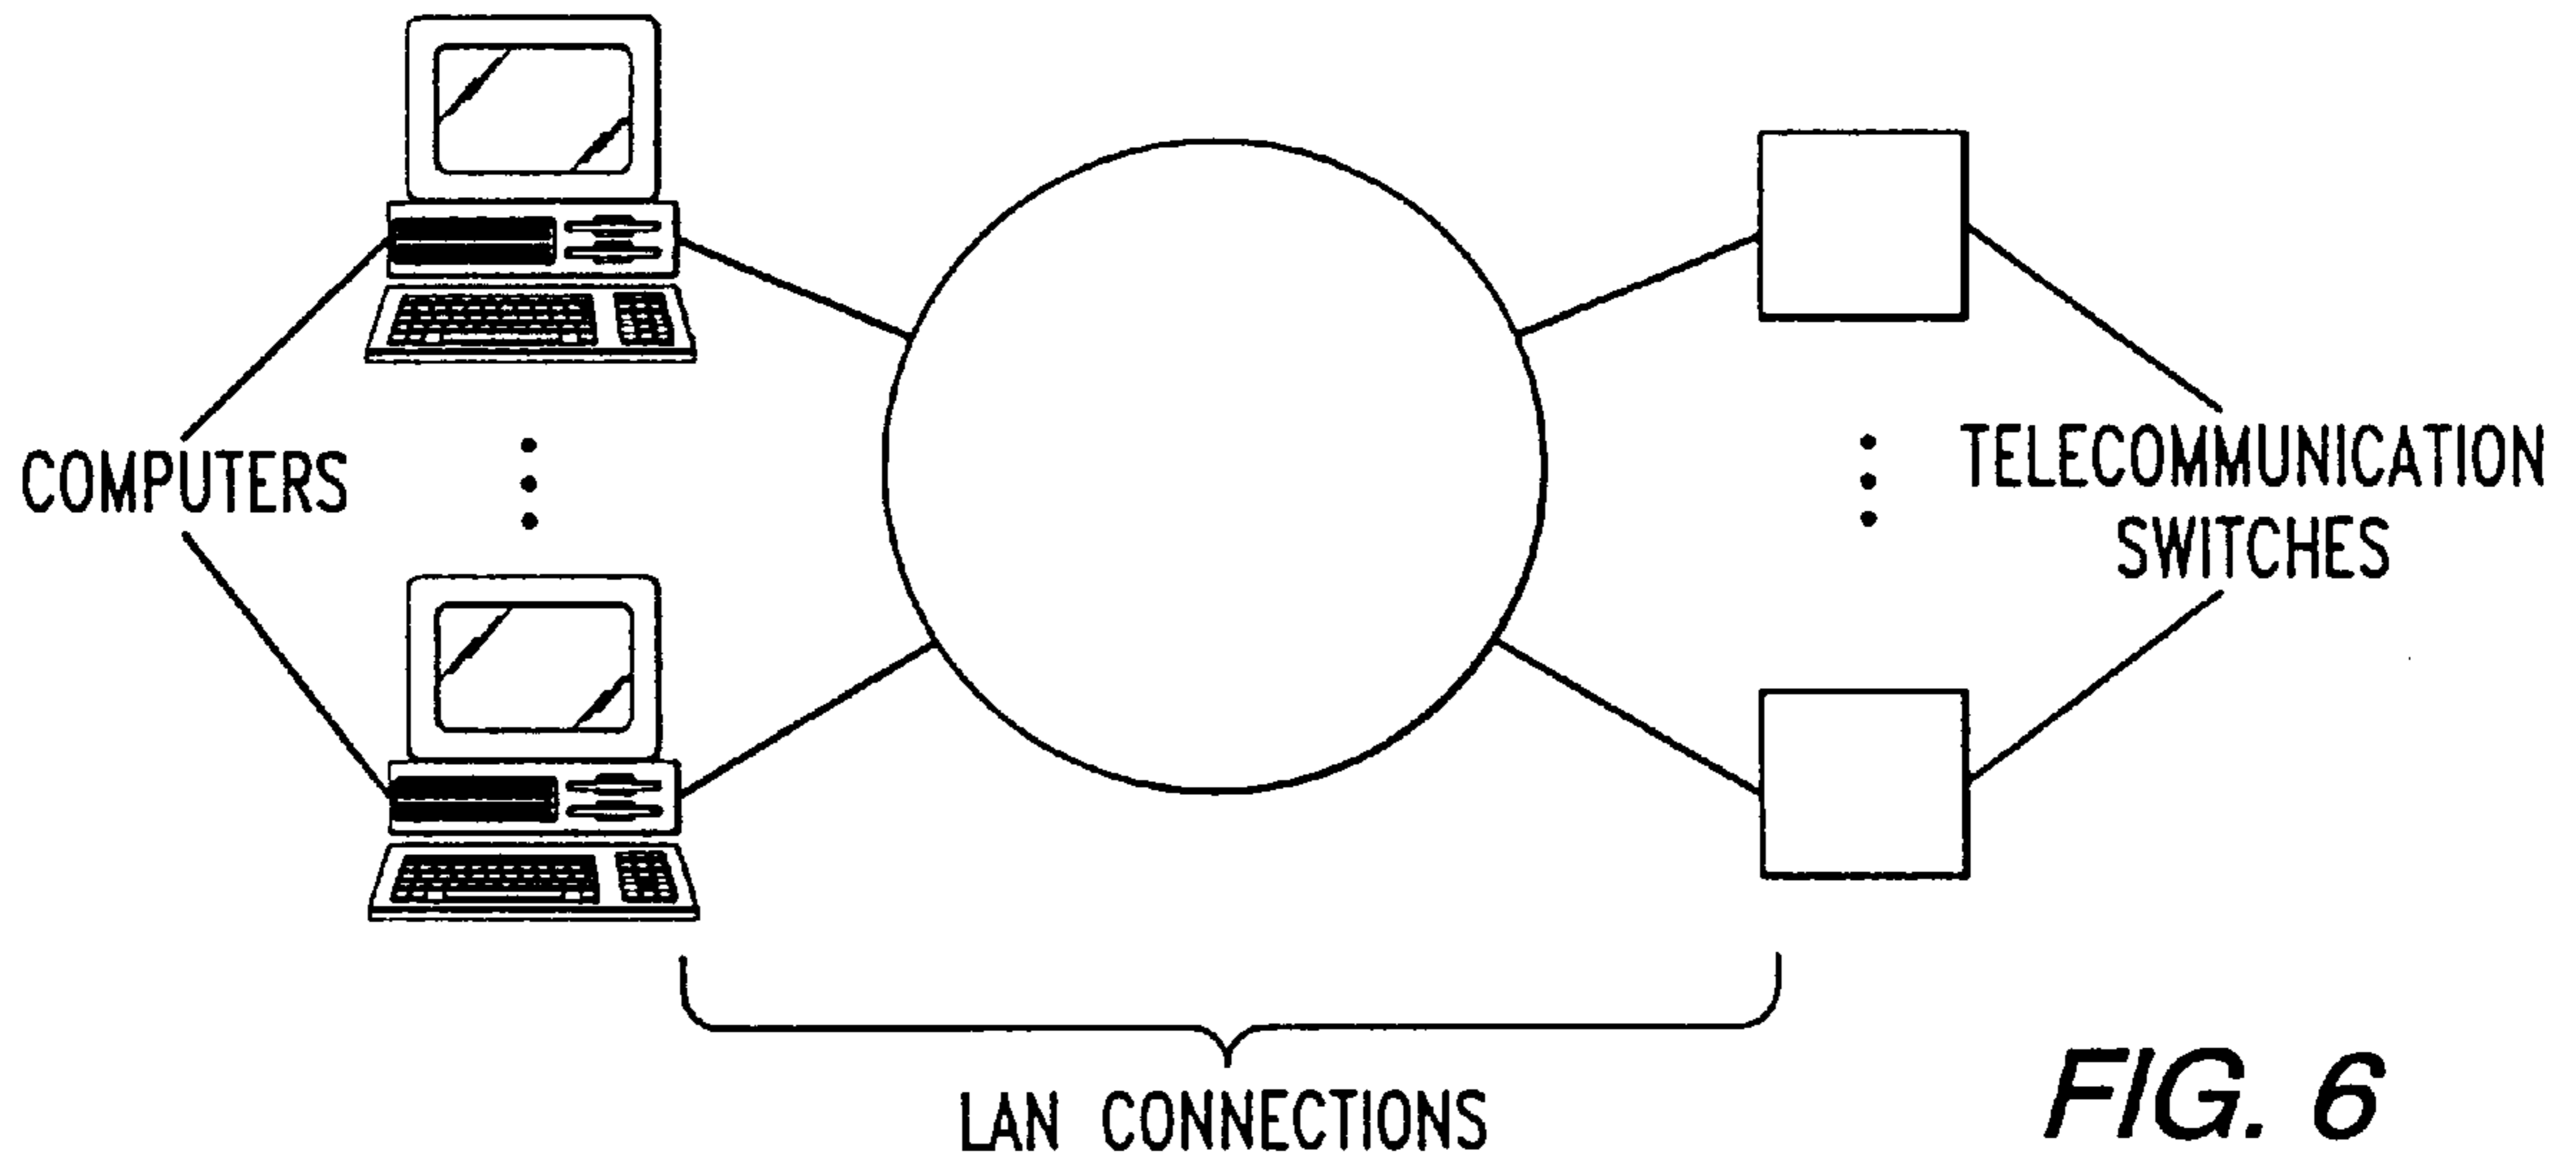 COMPUTERS
TELECOMMUNICATION
SWITCHES
LAN CONNECTIONS
FIG. 6